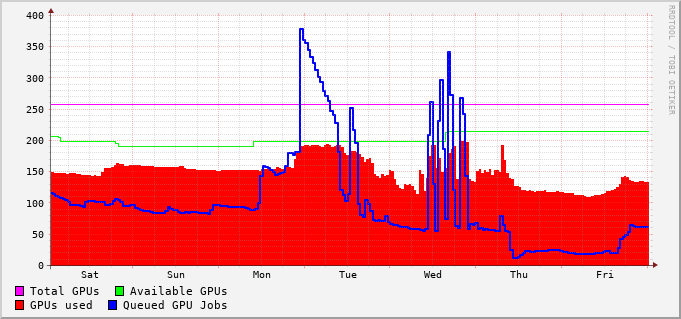 400
350
300
250
200
150
100
50
0
Sat Sun Mon Tue Wed Thu Fri
Total GPUs Available GPUs
GPUs used Queued GPU Jobs
RRDTOOL / TOBI OETIKER